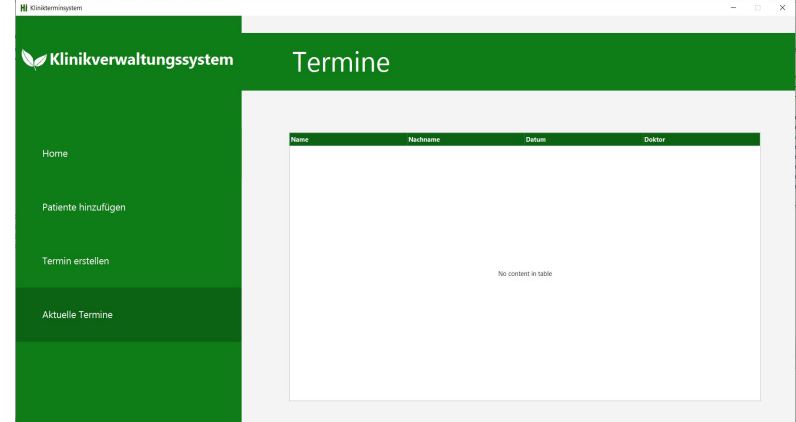 Klinikterminsystem
Klinikverwaltungssystem
Termine
Home
Patiente hinzufügen
Termin erstellen
Aktuelle Termine
Name Nachname Datum Doktor
No content in table